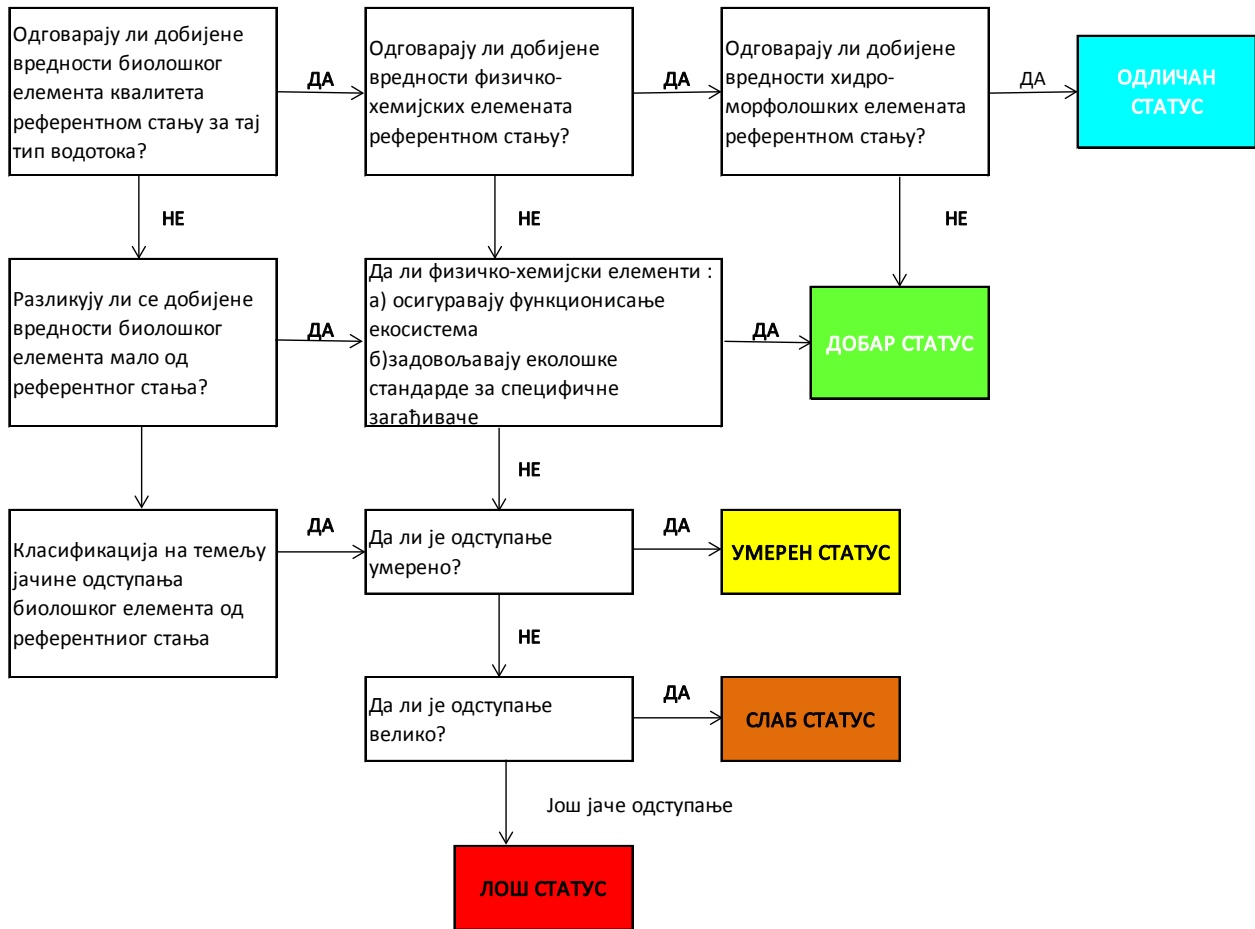 Одговарају ли добијене
вредности биолошког
елемента квалитета
референтном стању за тај
тип водотока?
ДА
Одговарају ли добијене
вредности физичко-
хемијских елемената
референтном стању?
ДА
Одговарају ли добијене
вредности хидро-
морфолошких елемената
референтном стању?
ДА
ОДЛИЧАН
СТАТУС
НЕ
НЕ
НЕ
Разликују ли се добијене
вредности биолошког
елемента мало од
референтног стања?
ДА
Да ли физичко-хемијски елементи :
а) осигуравају функционисање
екосистема
б)задовољавају еколошке
стандарде за специфичне
загађиваче
ДА
ДОБАР СТАТУС
НЕ
Класификација на темељу
јачине одступања
биолошког елемента од
референтниог стања
ДА
Да ли је одступање
умерено?
ДА
УМЕРЕН СТАТУС
НЕ
Да ли је одступање
велико?
ДА
СЛАБ СТАТУС
Још јаче одступање
ЛОШ СТАТУС